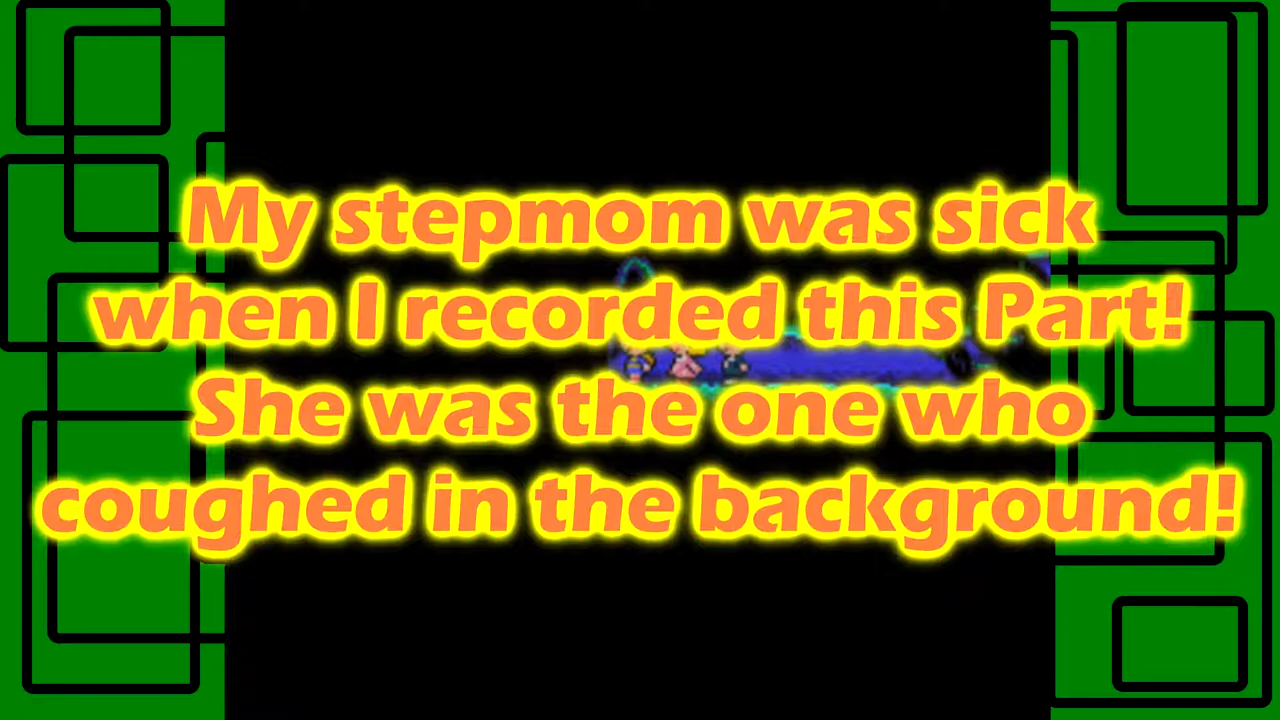 My stepmom was sick
when I recorded this Part!
She was the one who
coughed in the background!